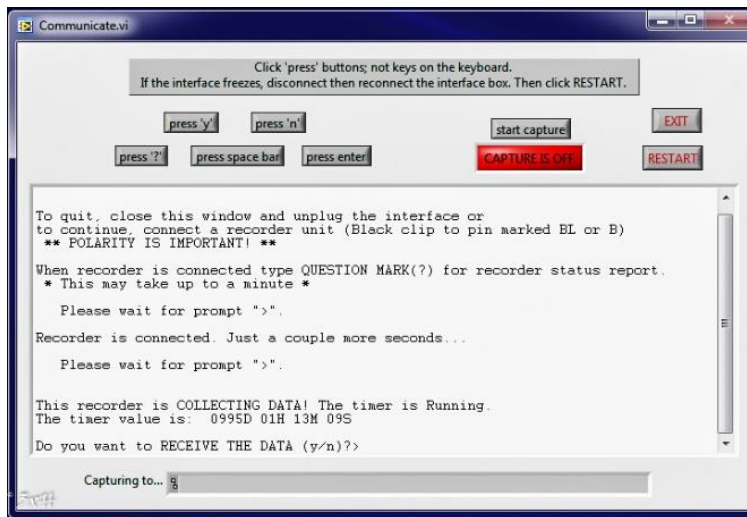 Communicate.vi
Click 'press' buttons; not keys on the keyboard.
If the interface freezes, disconnect then reconnect the interface box. Then click RESTART.
press 'y' press 'n' start capture EXIT
press '?' press space bar press enter CAPTURE IS OFF RESTART
To quit, close this window and unplug the interface or
to continue, connect a recorder unit (Black clip to pin marked BL or B)
** POLARITY IS IMPORTANT! **
When recorder is connected type QUESTION MARK(?) for recorder status report.
* This may take up to a minute *
Please wait for prompt ">".
Recorder is connected. Just a couple more seconds...
Please wait for prompt ">".
This recorder is COLLECTING DATA! The timer is Running.
The timer value is: 0995D 01H 13M 09S
Do you want to RECEIVE THE DATA (y/n)?>
Capturing to...